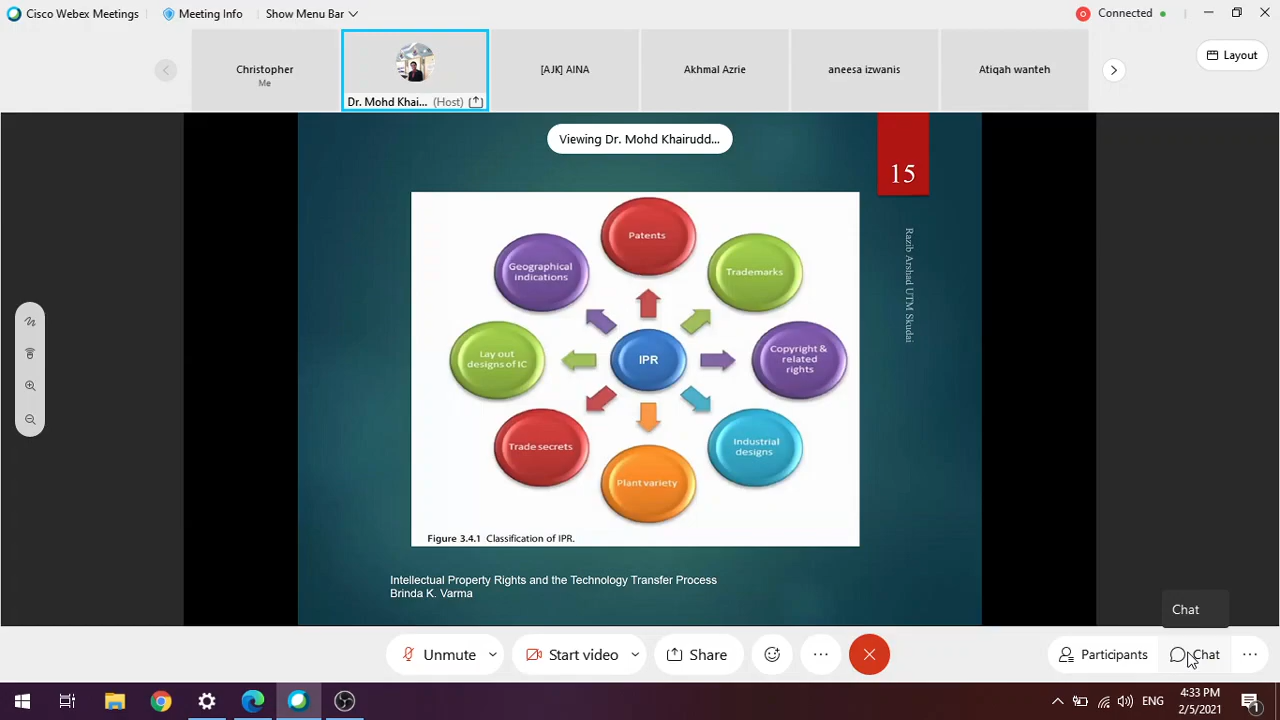 Cisco Webex Meetings
Meeting Info
Show Menu Bar
Connected
Christopher
Me
Dr. Mohd Khai... (Host)
[AJK] AINA
Akhmal Azrie
aneesa izwanis
Atiqah wanteh
Layout
Viewing Dr. Mohd Khairudd...
15
Razib Arshad UTM Skudai
Patents
Geographical
indications
Trademarks
Lay out
designs of IC
IPR
Copyright &
related
rights
Trade secrets
Industrial
designs
Plant variety
Figure 3.4.1 Classification of IPR.
Intellectual Property Rights and the Technology Transfer Process
Brinda K. Varma
Chat
Unmute
Start video
Share
Participants
Chat
ENG
4:33 PM
2/5/2021
1